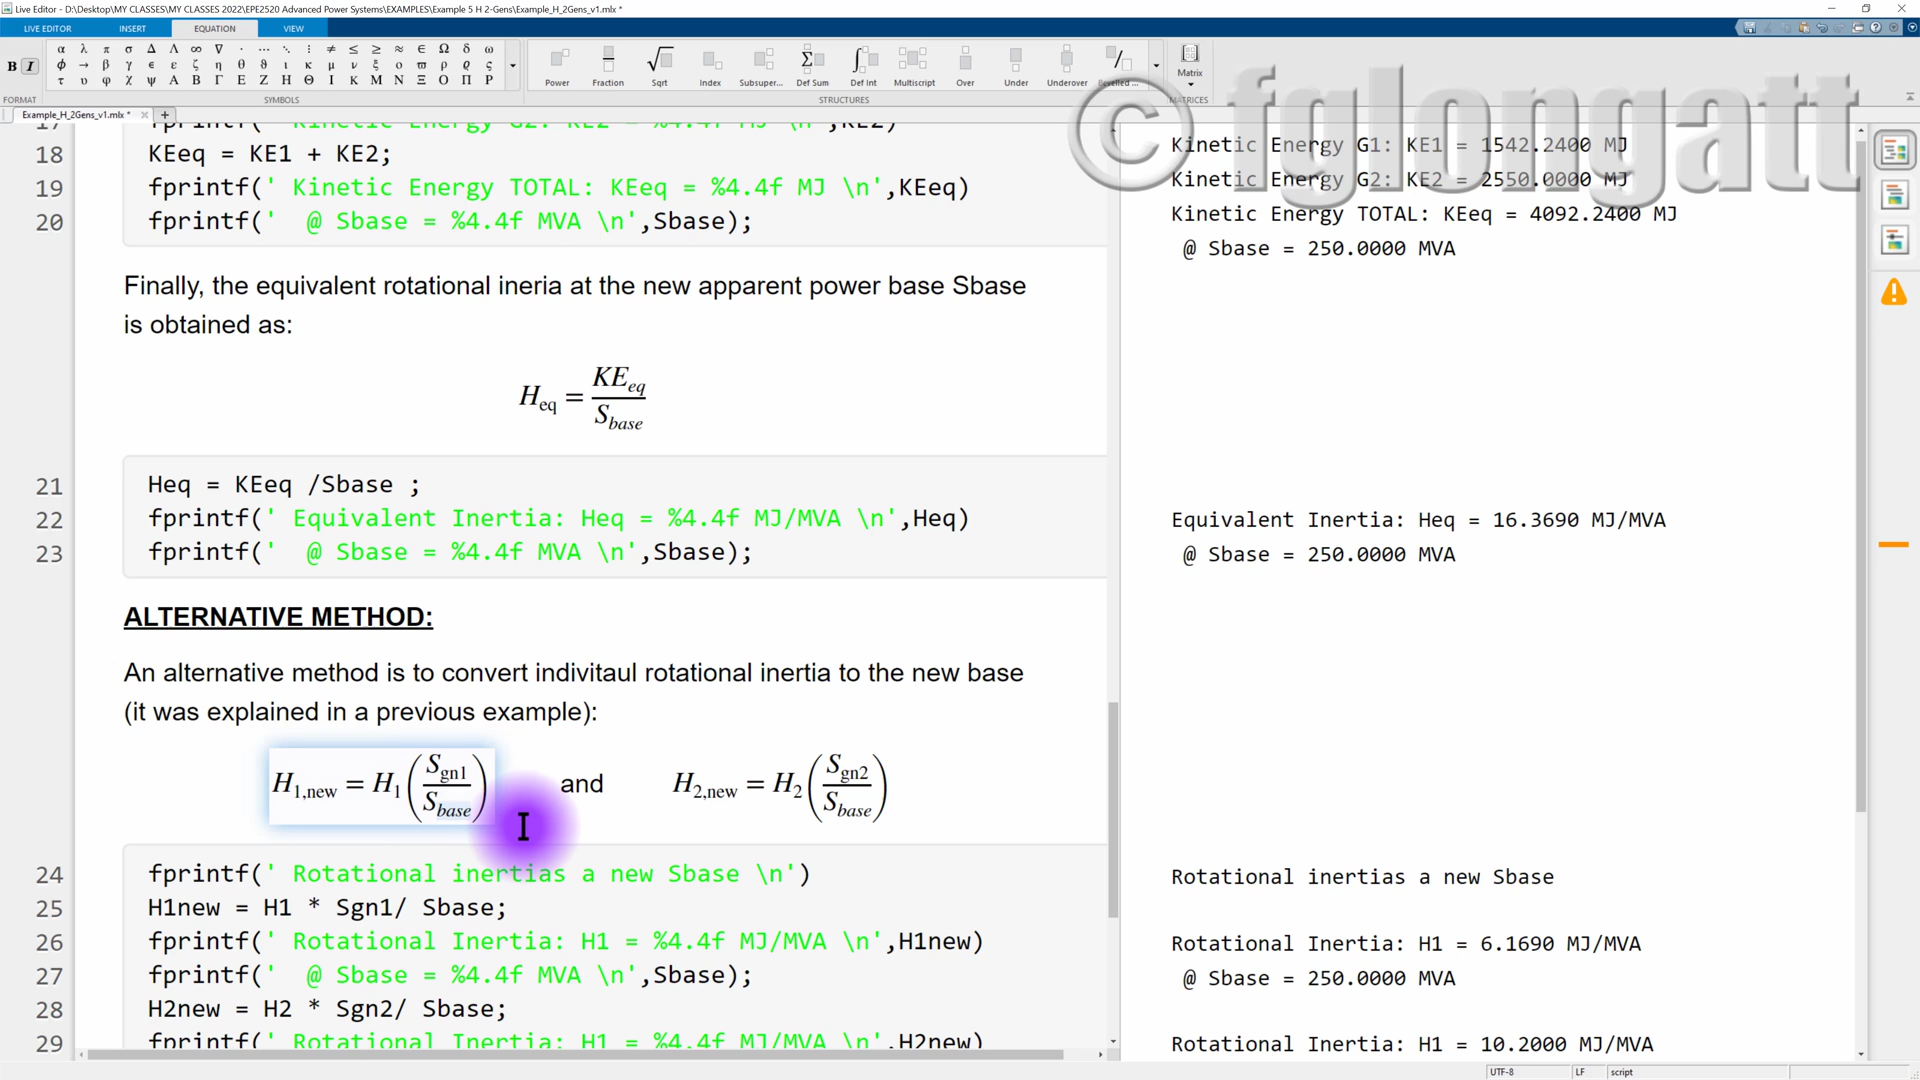 Live Editor - D:\Desktop\MY CLASSES\MY CLASSES 2022\EPE2520 Advanced Power Systems\EXAMPLES\Example 5 H 2-Gens\Example_H_2Gens_v1.mlx *
LIVE EDITOR INSERT EQUATION VIEW
B I
α λ π σ Δ Λ ∞ ∇ · ⋯ ⋱ ⋮ ≠ ≤ ≥ ≈ ∈ Ω δ ω
ϕ → β γ ϵ ε ζ η θ ϑ ι κ μ ν ξ ο ϖ ρ ϱ ς
τ υ φ χ ψ Α Β Γ Ε Ζ Η Θ Ι Κ Μ Ν Ξ Ο Π Ρ
Power Fraction Sqrt Index Subsuper... Def Sum Def Int Multiscript Over Under Underover Bevelled ... Matrix
FORMAT SYMBOLS STRUCTURES MATRICES
© fglongatt
Example_H_2Gens_v1.mlx * × +
17 fprintf(' Kinetic Energy G2: KE2 = %4.4f MJ \n',KE2)
18 KEeq = KE1 + KE2;
19 fprintf(' Kinetic Energy TOTAL: KEeq = %4.4f MJ \n',KEeq)
20 fprintf('  @ Sbase = %4.4f MVA \n',Sbase);
Kinetic Energy G1: KE1 = 1542.2400 MJ
Kinetic Energy G2: KE2 = 2550.0000 MJ
Kinetic Energy TOTAL: KEeq = 4092.2400 MJ
@ Sbase = 250.0000 MVA
Finally, the equivalent rotational ineria at the new apparent power base Sbase
is obtained as:
H_eq = KE_eq / S_base
21 Heq = KEeq /Sbase ;
22 fprintf(' Equivalent Inertia: Heq = %4.4f MJ/MVA \n',Heq)
23 fprintf('  @ Sbase = %4.4f MVA \n',Sbase);
Equivalent Inertia: Heq = 16.3690 MJ/MVA
@ Sbase = 250.0000 MVA
ALTERNATIVE METHOD:
An alternative method is to convert indivitaul rotational inertia to the new base
(it was explained in a previous example):
H_1,new = H_1 (S_gn1 / S_base) and H_2,new = H_2 (S_gn2 / S_base)
24 fprintf(' Rotational inertias a new Sbase \n')
25 H1new = H1 * Sgn1/ Sbase;
26 fprintf(' Rotational Inertia: H1 = %4.4f MJ/MVA \n',H1new)
27 fprintf('  @ Sbase = %4.4f MVA \n',Sbase);
28 H2new = H2 * Sgn2/ Sbase;
29 fprintf(' Rotational Inertia: H1 = %4.4f MJ/MVA \n',H2new)
Rotational inertias a new Sbase
Rotational Inertia: H1 = 6.1690 MJ/MVA
@ Sbase = 250.0000 MVA
Rotational Inertia: H1 = 10.2000 MJ/MVA
UTF-8 LF script